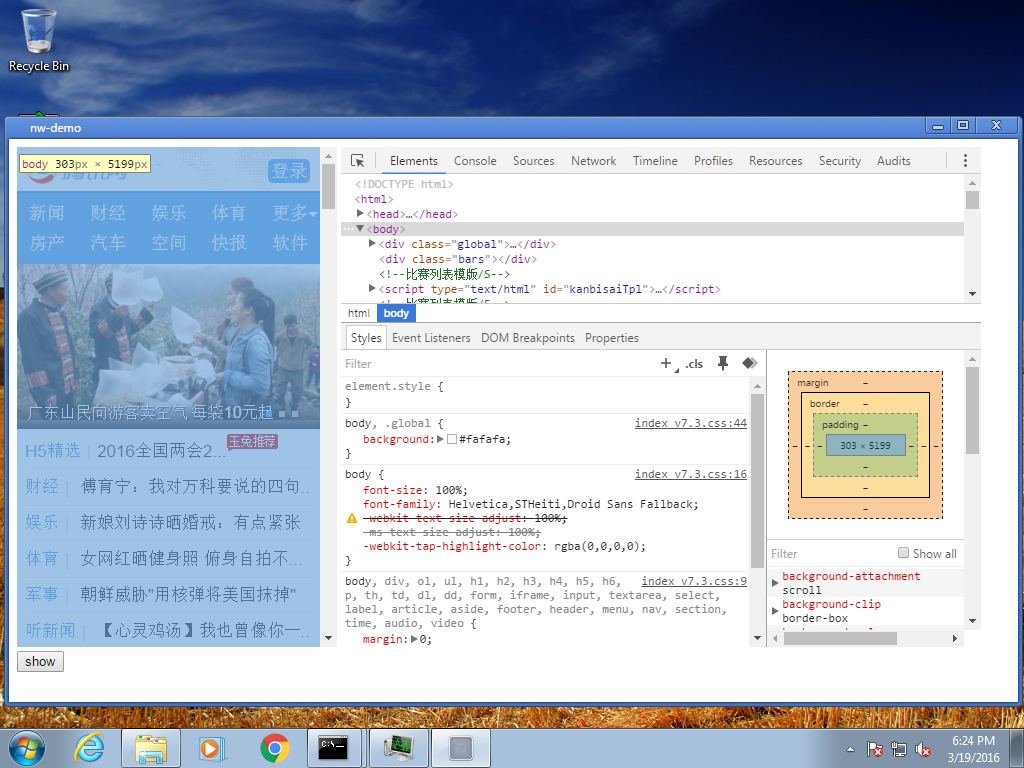 Recycle Bin
nw-demo
body 303px × 5199px
登录
新闻 财经 娱乐 体育 更多
房产 汽车 空间 快报 软件
广东山民向游客卖空气 每袋10元起
H5精选 2016全国两会2...
玉兔推荐
财经 傅育宁：我对万科要说的四句...
娱乐 新娘刘诗诗晒婚戒：有点紧张
体育 女网红晒健身照 俯身自拍不...
军事 朝鲜威胁"用核弹将美国抹掉"
听新闻 【心灵鸡汤】我也曾像你一...
show
Elements Console Sources Network Timeline Profiles Resources Security Audits
<!DOCTYPE html>
<html>
<head>…</head>
<body>
<div class="global">…</div>
<div class="bars"></div>
<!--比赛列表模版/S-->
<script type="text/html" id="kanbisaiTpl">…</script>
html body
Styles Event Listeners DOM Breakpoints Properties
Filter
.cls
element.style {
}
body, .global { index v7.3.css:44
background: #fafafa;
}
body { index v7.3.css:16
font-size: 100%;
font-family: Helvetica,STHeiti,Droid Sans Fallback;
-webkit-text-size-adjust: 100%;
-ms-text-size-adjust: 100%;
-webkit-tap-highlight-color: rgba(0,0,0,0);
}
body, div, ol, ul, h1, h2, h3, h4, h5, h6, index v7.3.css:9
p, th, td, dl, dd, form, iframe, input, textarea, select,
label, article, aside, footer, header, menu, nav, section,
time, audio, video {
margin: 0;
margin –
border –
padding –
– – – 303 × 5199 – – –
–
–
–
Filter Show all
background-attachment
scroll
background-clip
border-box
C:\_
6:24 PM
3/19/2016